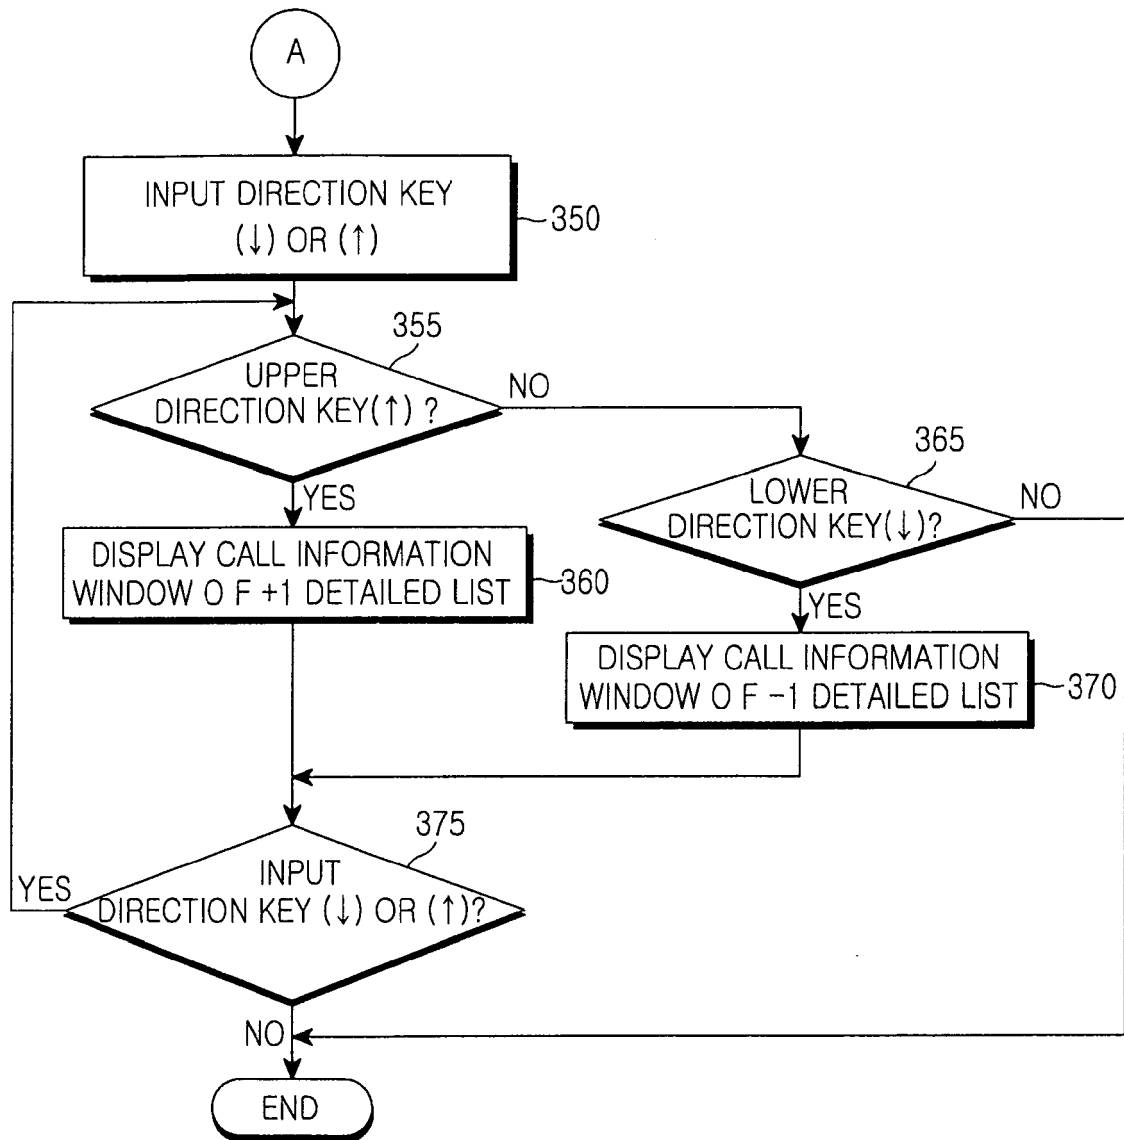 A
INPUT DIRECTION KEY
(↓) OR (↑)
350
355
UPPER
DIRECTION KEY(↑) ?
NO
YES
365
LOWER
DIRECTION KEY(↓)?
NO
YES
DISPLAY CALL INFORMATION
WINDOW O F +1 DETAILED LIST
360
DISPLAY CALL INFORMATION
WINDOW O F -1 DETAILED LIST
370
375
INPUT
DIRECTION KEY (↓) OR (↑)?
YES
NO
END